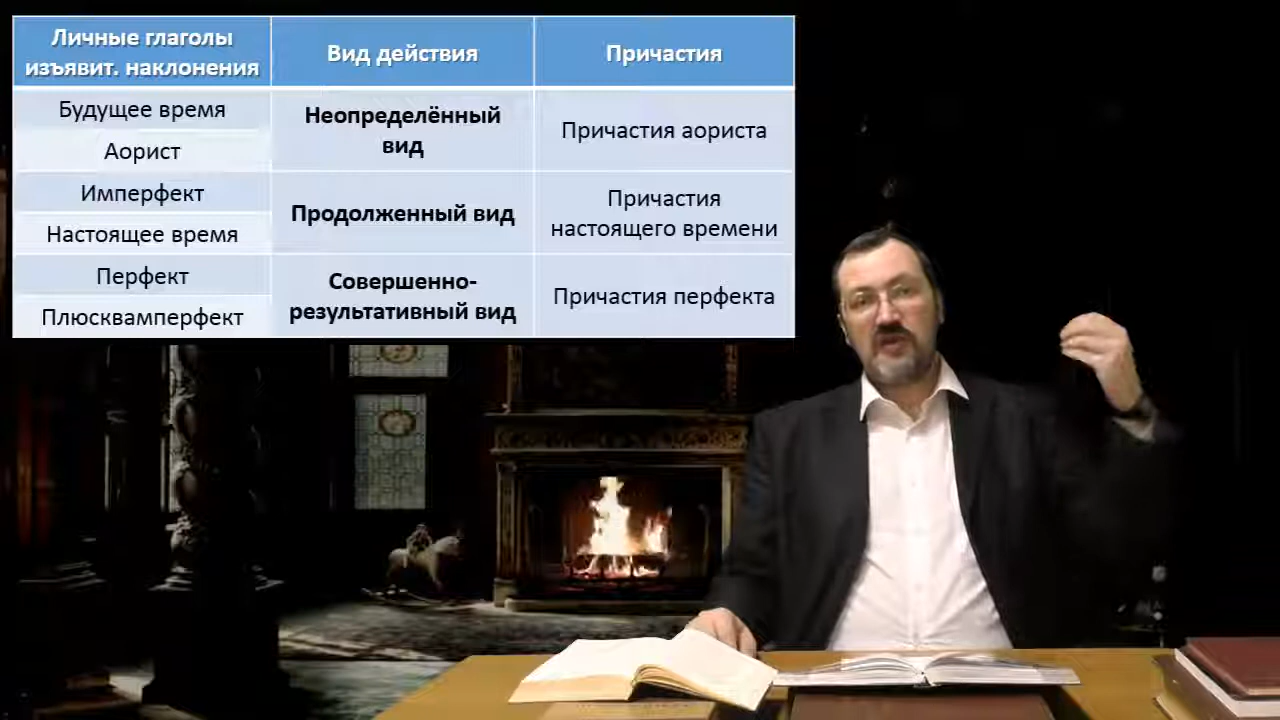 Личные глаголы
изъявит. наклонения
Вид действия
Причастия
Будущее время
Аорист
Неопределённый
вид
Причастия аориста
Имперфект
Настоящее время
Продолженный вид
Причастия
настоящего времени
Перфект
Плюсквамперфект
Совершенно-
результативный вид
Причастия перфекта